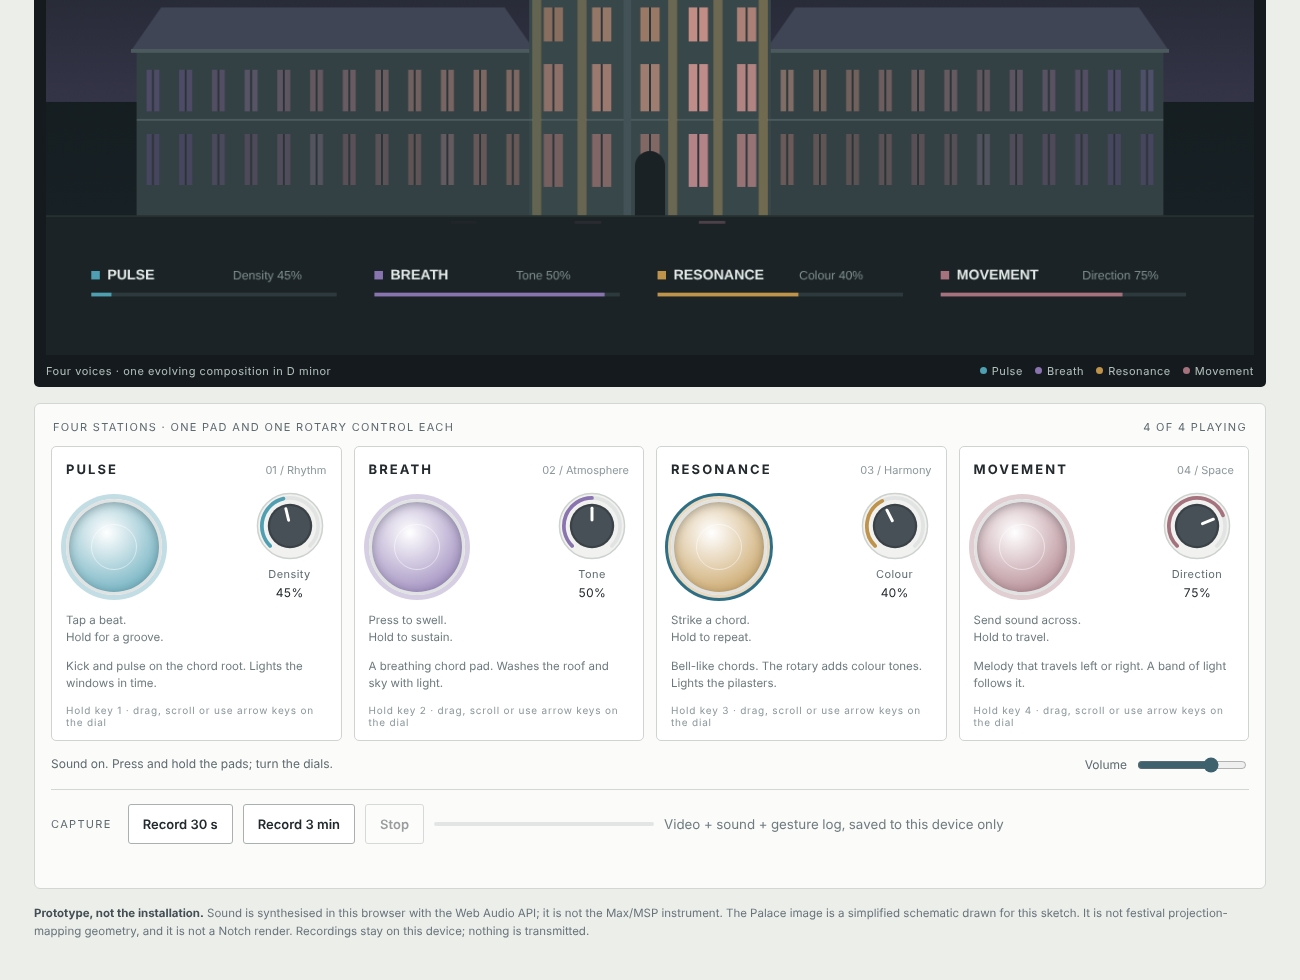 PULSE Density 45% BREATH Tone 50% RESONANCE Colour 40% MOVEMENT Direction 75%
Four voices · one evolving composition in D minor
Pulse Breath Resonance Movement
FOUR STATIONS · ONE PAD AND ONE ROTARY CONTROL EACH
4 OF 4 PLAYING
PULSE
01 / Rhythm
Density
45%
Tap a beat.
Hold for a groove.
Kick and pulse on the chord root. Lights the
windows in time.
Hold key 1 · drag, scroll or use arrow keys on
the dial
BREATH
02 / Atmosphere
Tone
50%
Press to swell.
Hold to sustain.
A breathing chord pad. Washes the roof and
sky with light.
Hold key 2 · drag, scroll or use arrow keys on
the dial
RESONANCE
03 / Harmony
Colour
40%
Strike a chord.
Hold to repeat.
Bell-like chords. The rotary adds colour tones.
Lights the pilasters.
Hold key 3 · drag, scroll or use arrow keys on
the dial
MOVEMENT
04 / Space
Direction
75%
Send sound across.
Hold to travel.
Melody that travels left or right. A band of light
follows it.
Hold key 4 · drag, scroll or use arrow keys on
the dial
Sound on. Press and hold the pads; turn the dials.
Volume
CAPTURE Record 30 s Record 3 min Stop Video + sound + gesture log, saved to this device only
Prototype, not the installation. Sound is synthesised in this browser with the Web Audio API; it is not the Max/MSP instrument. The Palace image is a simplified schematic drawn for this sketch. It is not festival projection-
mapping geometry, and it is not a Notch render. Recordings stay on this device; nothing is transmitted.